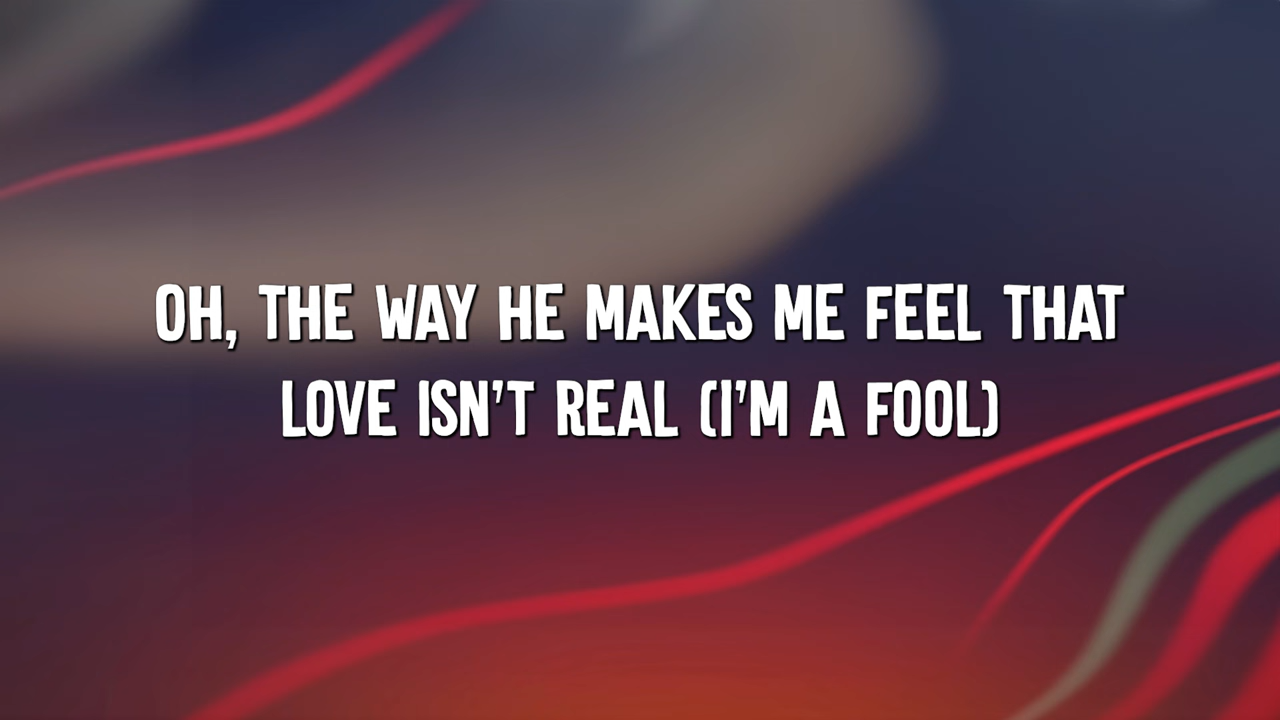 OH, THE WAY HE MAKES ME FEEL THAT
LOVE ISN'T REAL (I'M A FOOL)